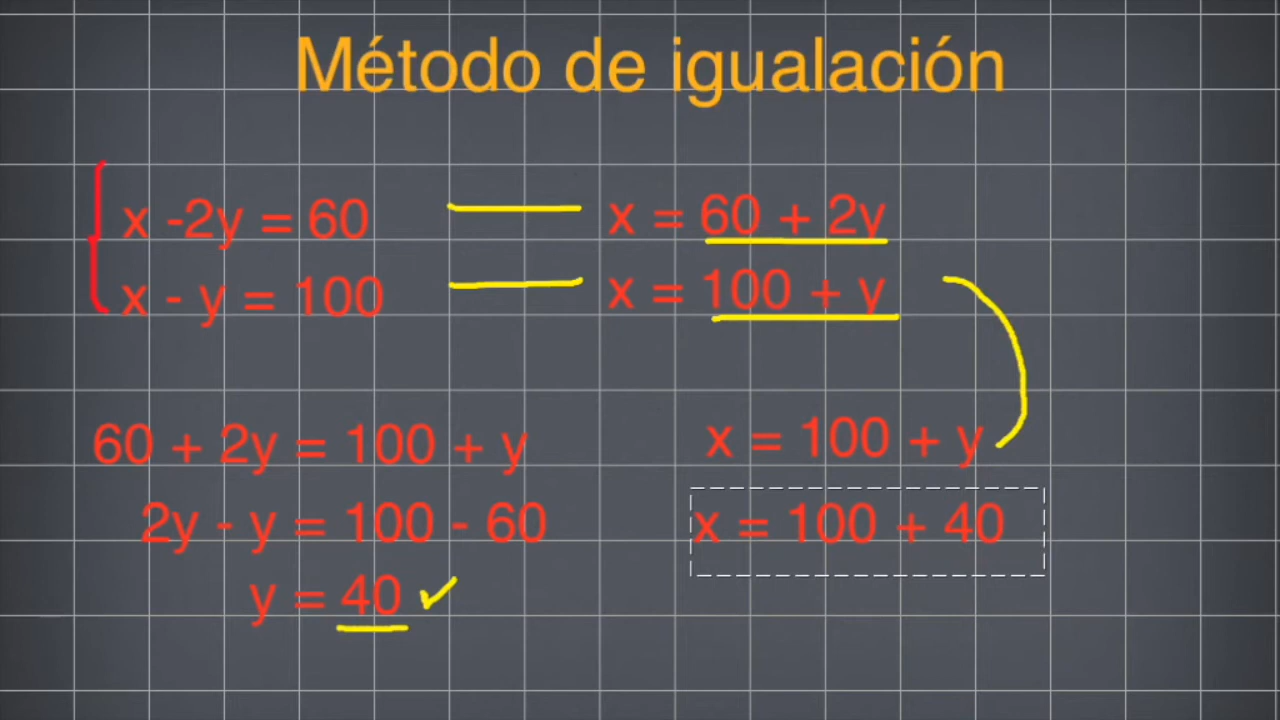 Método de igualación
x -2y = 60
x = 60 + 2y
x - y = 100
x = 100 + y
60 + 2y = 100 + y
x = 100 + y
2y - y = 100 - 60
x = 100 + 40
y = 40